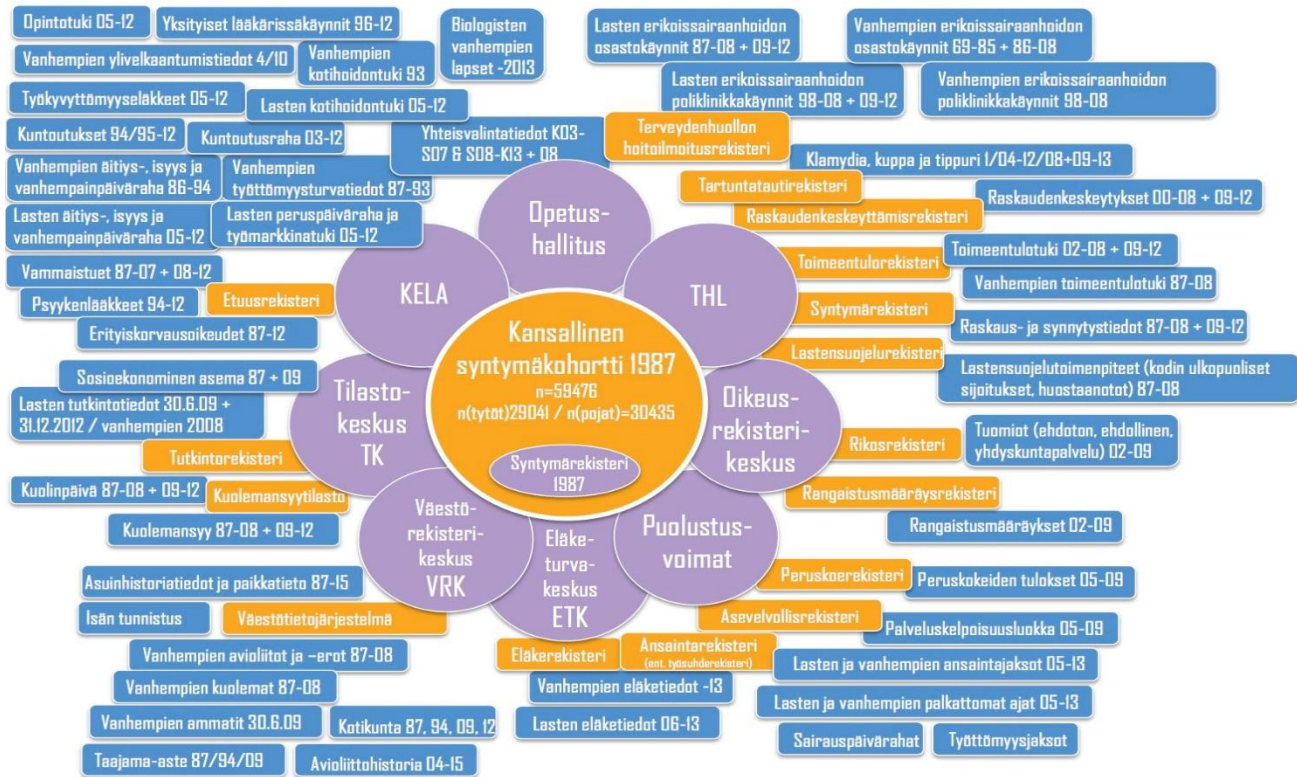 Opintotuki 05-12
Yksityiset lääkärissäkäynnit 96-12
Biologisten
vanhempien
lapset -2013
Lasten erikoissairaanhoidon
osastokäynnit 87-08 + 09-12
Vanhempien erikoissairaanhoidon
osastokäynnit 69-85 + 86-08
Vanhempien ylivelkaantumistiedot 4/10
Vanhempien
kotihoidontuki 93
Lasten erikoissairaanhoidon
poliklinikkakäynnit 98-08 + 09-12
Vanhempien erikoissairaanhoidon
poliklinikkakäynnit 98-08
Työkyvyttömyyseläkkeet 05-12
Lasten kotihoidontuki 05-12
Kuntoutukset 94/95-12
Kuntoutusraha 03-12
Yhteisvalintatiedot K03-
S07 & S08-K13 + 08
Terveydenhuollon
hoitoilmoitusrekisteri
Vanhempien äitiys-, isyys ja
vanhempainpäiväraha 86-94
Vanhempien
työttömyysturvatiedot 87-93
Klamydia, kuppa ja tippuri 1/04-12/08+09-13
Tartuntatautirekisteri
Raskaudenkeskeytykset 00-08 + 09-12
Lasten äitiys-, isyys ja
vanhempainpäiväraha 05-12
Lasten peruspäiväraha ja
työmarkkinatuki 05-12
Opetus-
hallitus
Raskaudenkeskeyttämisrekisteri
Toimeentulotuki 02-08 + 09-12
Vammaistuet 87-07 + 08-12
Toimeentulorekisteri
Vanhempien toimeentulotuki 87-08
Psyykenlääkkeet 94-12
Etuusrekisteri
KELA
THL
Syntymärekisteri
Erityiskorvausoikeudet 87-12
Raskaus- ja synnytystiedot 87-08 + 09-12
Kansallinen
syntymäkohortti 1987
n=59476
n(tytöt)29041 / n(pojat)=30435
Syntymärekisteri
1987
Lastensuojelurekisteri
Lastensuojelutoimenpiteet (kodin ulkopuoliset
sijoitukset, huostaanotot) 87-08
Sosioekonominen asema 87 + 09
Lasten tutkintotiedot 30.6.09 +
31.12.2012 / vanhempien 2008
Tilasto-
keskus
TK
Oikeus-
rekisteri-
keskus
Rikosrekisteri
Tuomiot (ehdoton, ehdollinen,
yhdyskuntapalvelu) 02-09
Tutkintorekisteri
Kuolinpäivä 87-08 + 09-12
Kuolemansyytilasto
Rangaistusmääräysrekisteri
Kuolemansyy 87-08 + 09-12
Rangaistusmääräykset 02-09
Väestö-
rekisteri-
keskus
VRK
Eläke-
turva-
keskus
ETK
Puolustus-
voimat
Asuinhistoriatiedot ja paikkatieto 87-15
Peruskoerekisteri
Peruskokeiden tulokset 05-09
Isän tunnistus
Väestötietojärjestelmä
Asevelvollisrekisteri
Palveluskelpoisuusluokka 05-09
Vanhempien avioliitot ja –erot 87-08
Eläkerekisteri
Ansaintarekisteri
(ent. työsuhderekisteri)
Lasten ja vanhempien ansaintajaksot 05-13
Vanhempien kuolemat 87-08
Vanhempien eläketiedot -13
Lasten ja vanhempien palkattomat ajat 05-13
Vanhempien ammatit 30.6.09
Kotikunta 87, 94, 09, 12
Lasten eläketiedot 06-13
Sairauspäivärahat
Työttömyysjaksot
Taajama-aste 87/94/09
Avioliittohistoria 04-15